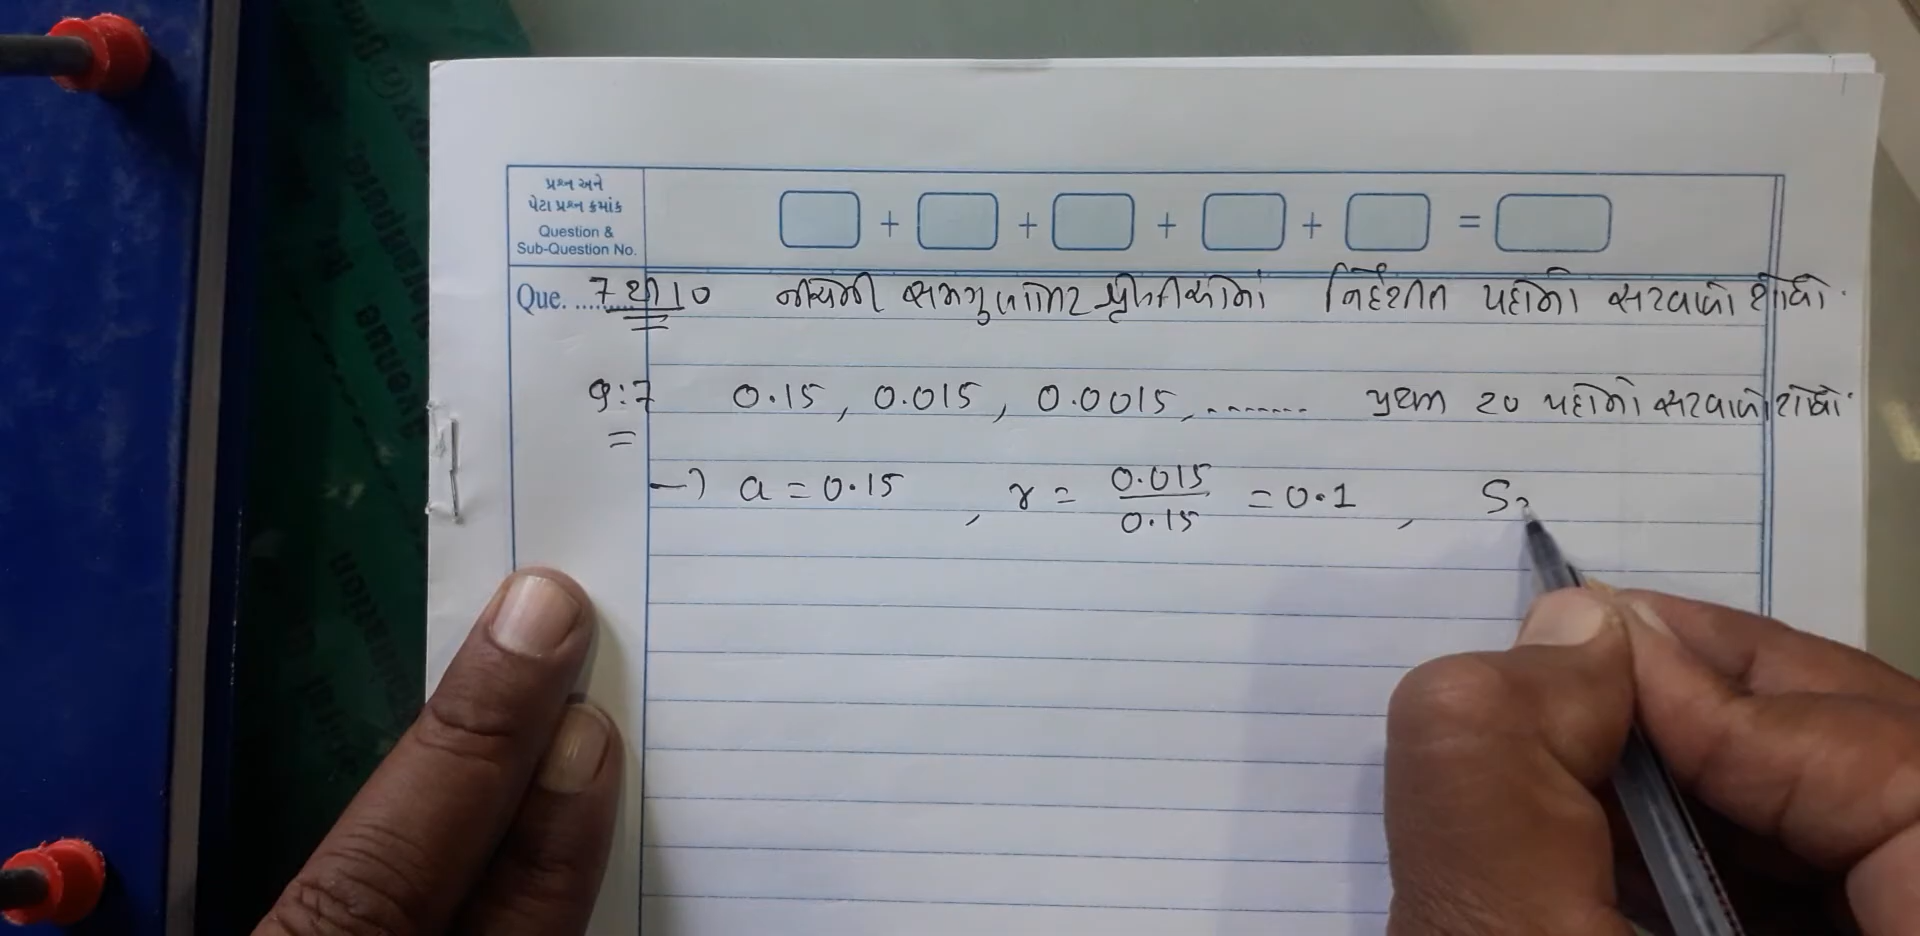 પ્રશ્ન અને
પેટા પ્રશ્ન ક્રમાંક
Question &
Sub-Question No.
+ + + + =
Que. 7 થી 10 નીચેની સમગુણોત્તર શ્રેણીઓમાં નિર્દેશીત પદોનો સરવાળો શોધો.
Q:7 0.15, 0.015, 0.0015, ....... પ્રથમ 20 પદોનો સરવાળો શોધો.
→ a = 0.15 , r = 0.015 / 0.15 = 0.1 , S2